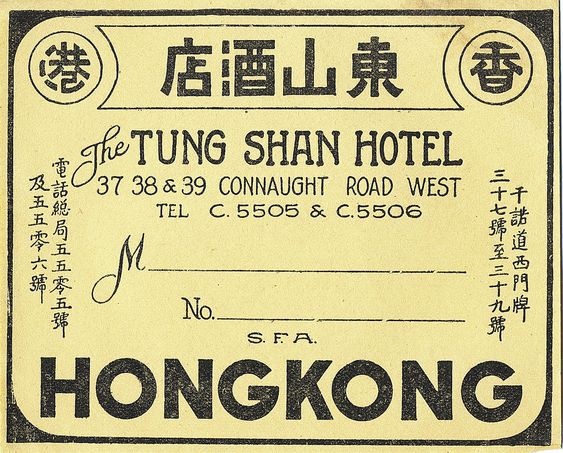 香港
東山酒店
The TUNG SHAN HOTEL
37 38 & 39 CONNAUGHT ROAD WEST
TEL C. 5505 & C. 5506
干諾道西門牌
三十七號至三十九號
電話總局五五零五號
及五五零六號
M
No.
S. F. A.
HONGKONG